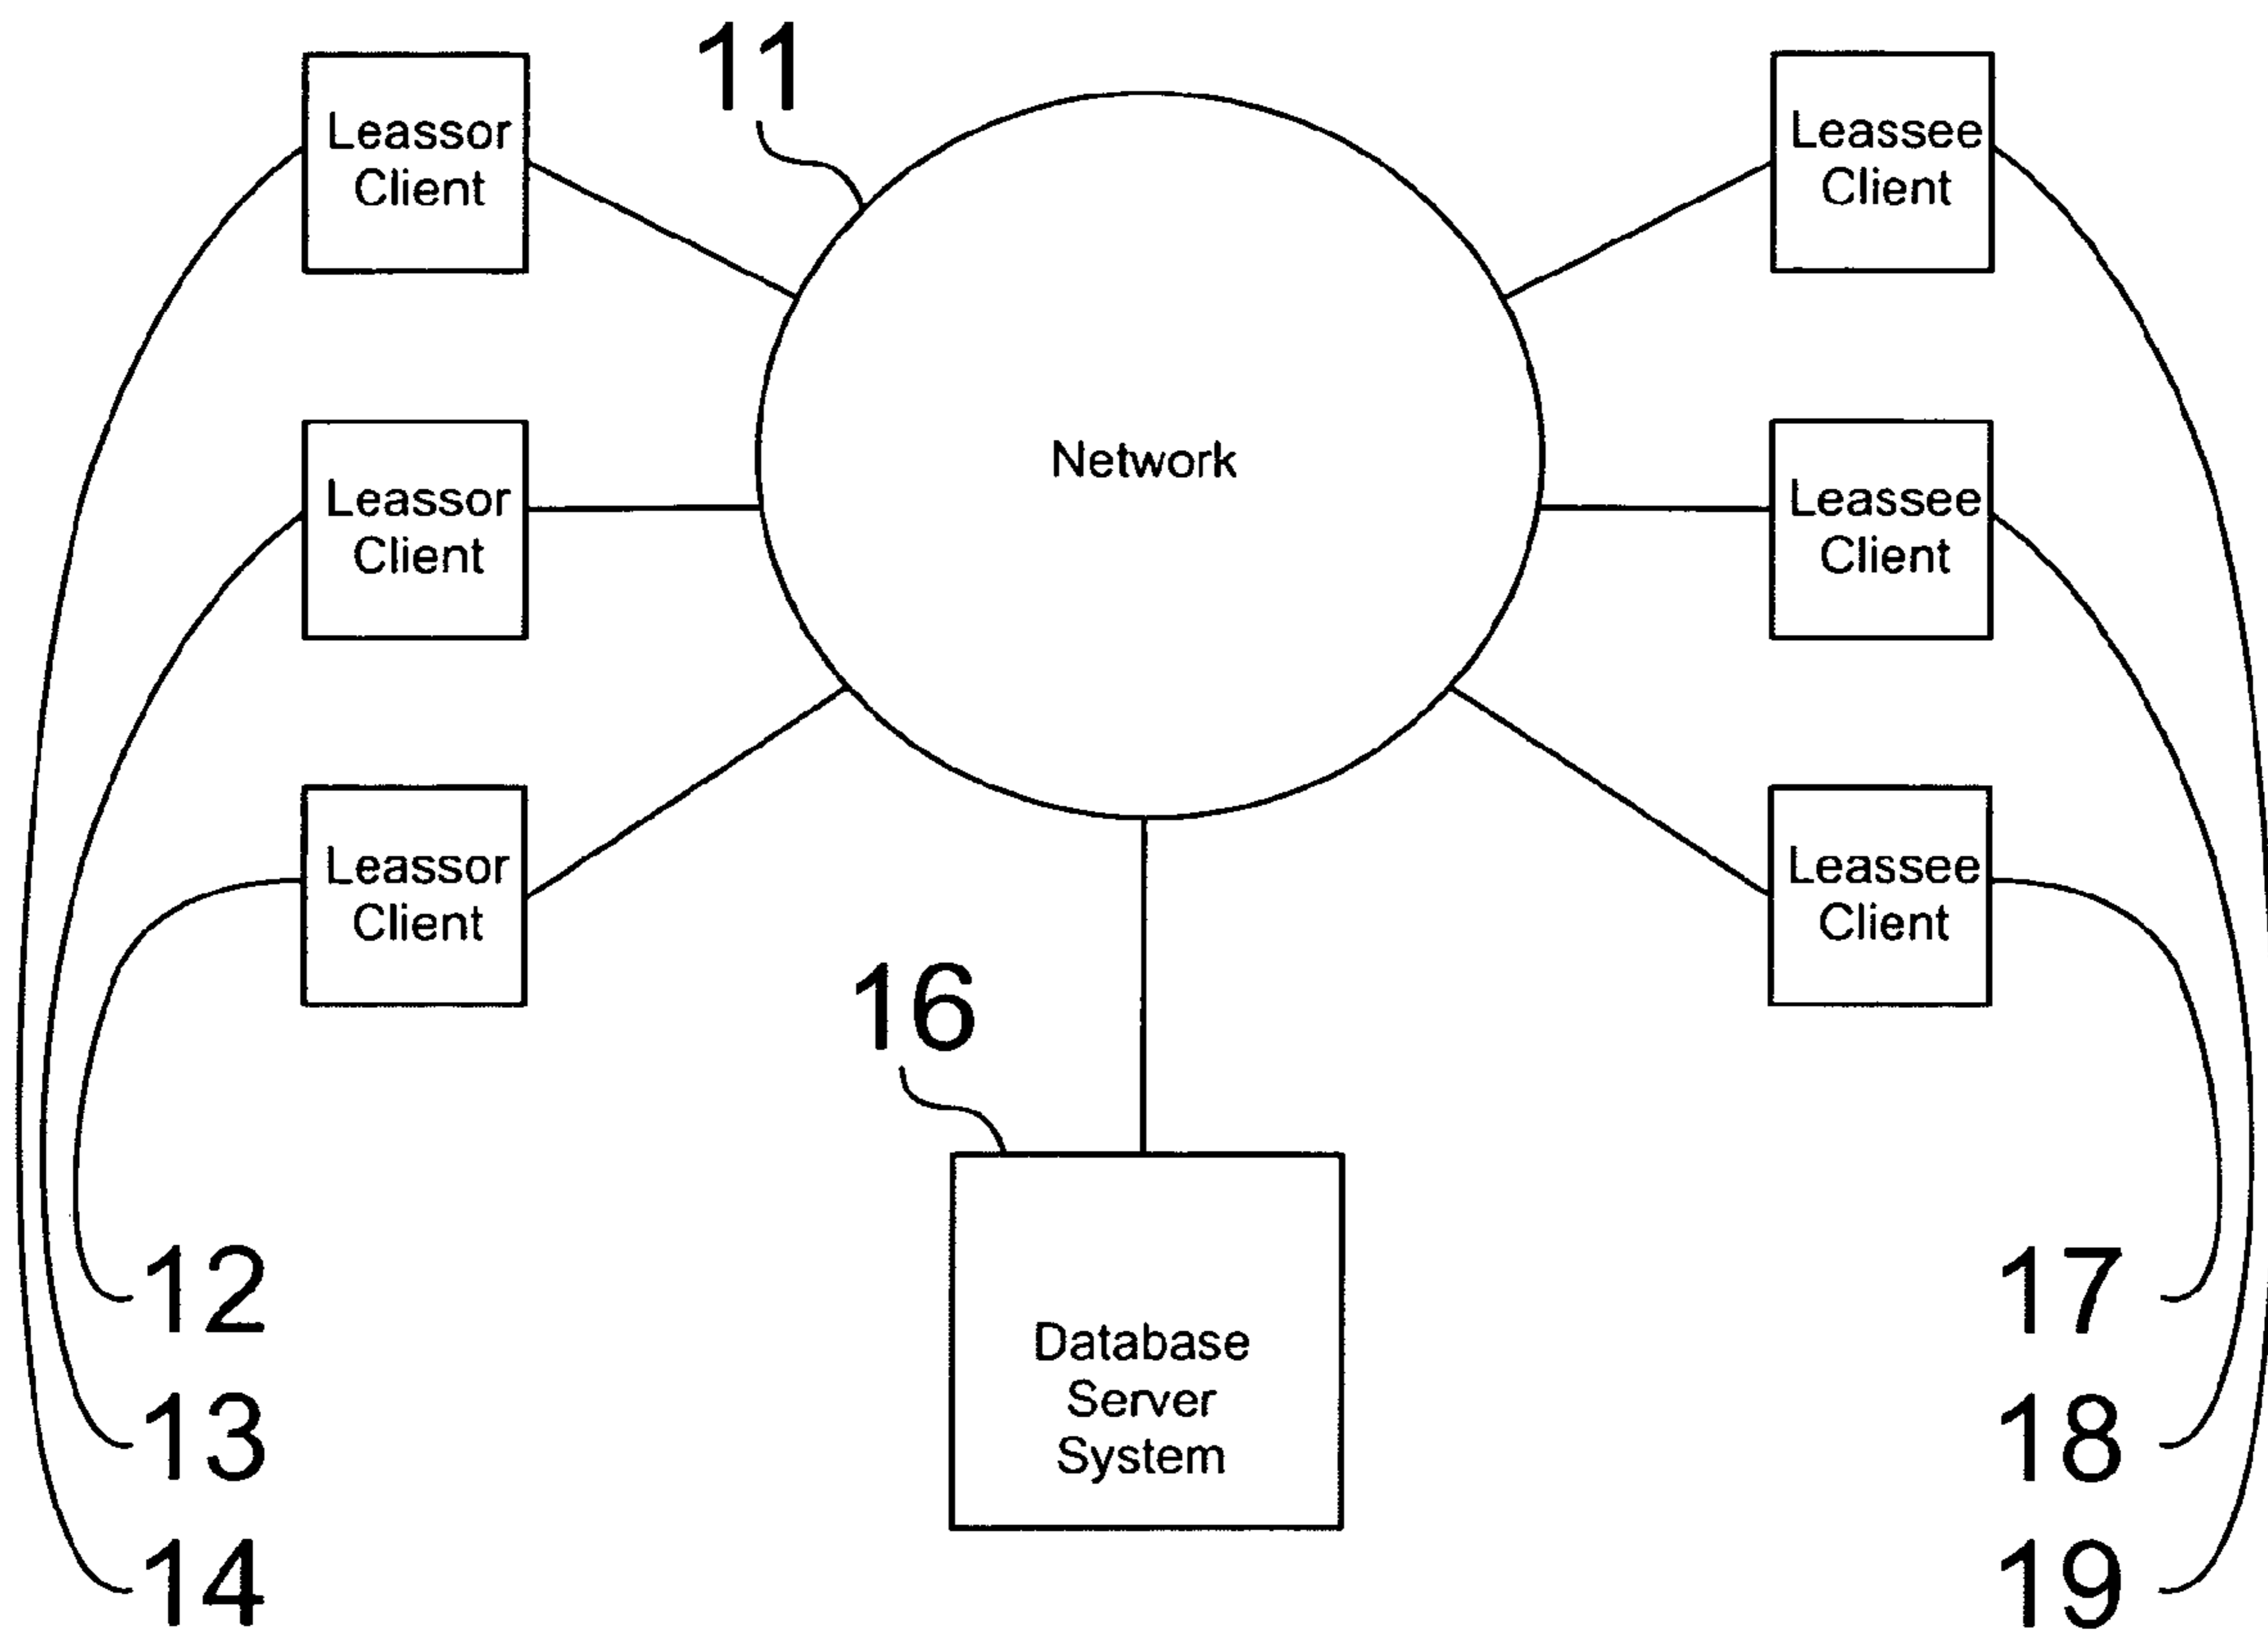 11
Leassor
Client
Leassee
Client
Network
Leassor
Client
Leassee
Client
Leassor
Client
Leassee
Client
16
Database
Server
System
12
13
14
17
18
19